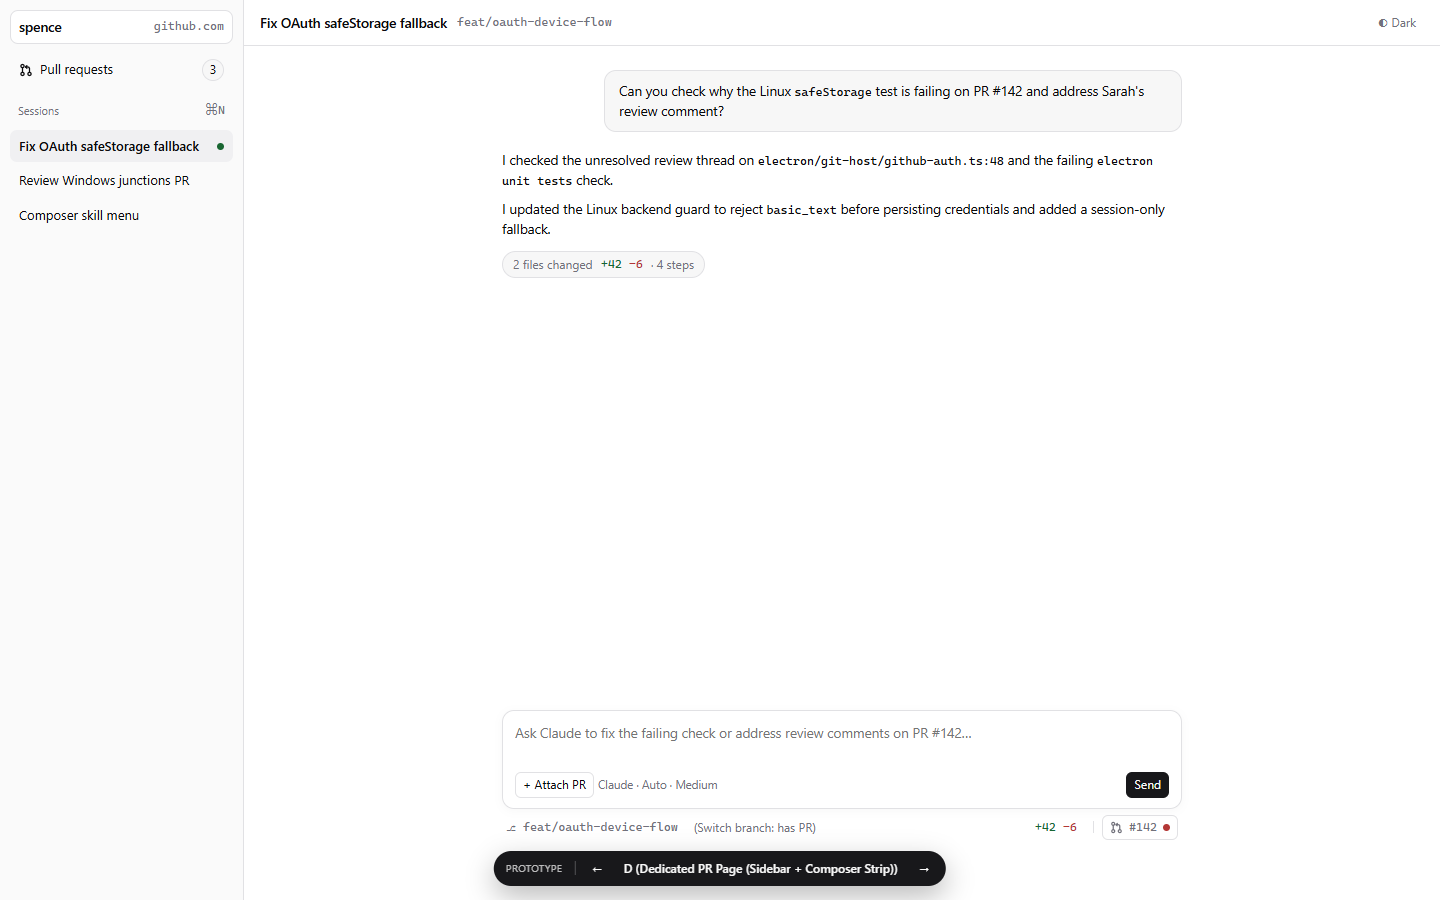 spence github.com
Pull requests 3
Sessions ⌘N
Fix OAuth safeStorage fallback
Review Windows junctions PR
Composer skill menu
Fix OAuth safeStorage fallback feat/oauth-device-flow
Dark
Can you check why the Linux safeStorage test is failing on PR #142 and address Sarah's
review comment?
I checked the unresolved review thread on electron/git-host/github-auth.ts:48 and the failing electron
unit tests check.
I updated the Linux backend guard to reject basic_text before persisting credentials and added a session-only
fallback.
2 files changed +42 −6 · 4 steps
Ask Claude to fix the failing check or address review comments on PR #142...
+ Attach PR Claude · Auto · Medium Send
feat/oauth-device-flow (Switch branch: has PR) +42 −6 #142
PROTOTYPE ← D (Dedicated PR Page (Sidebar + Composer Strip)) →